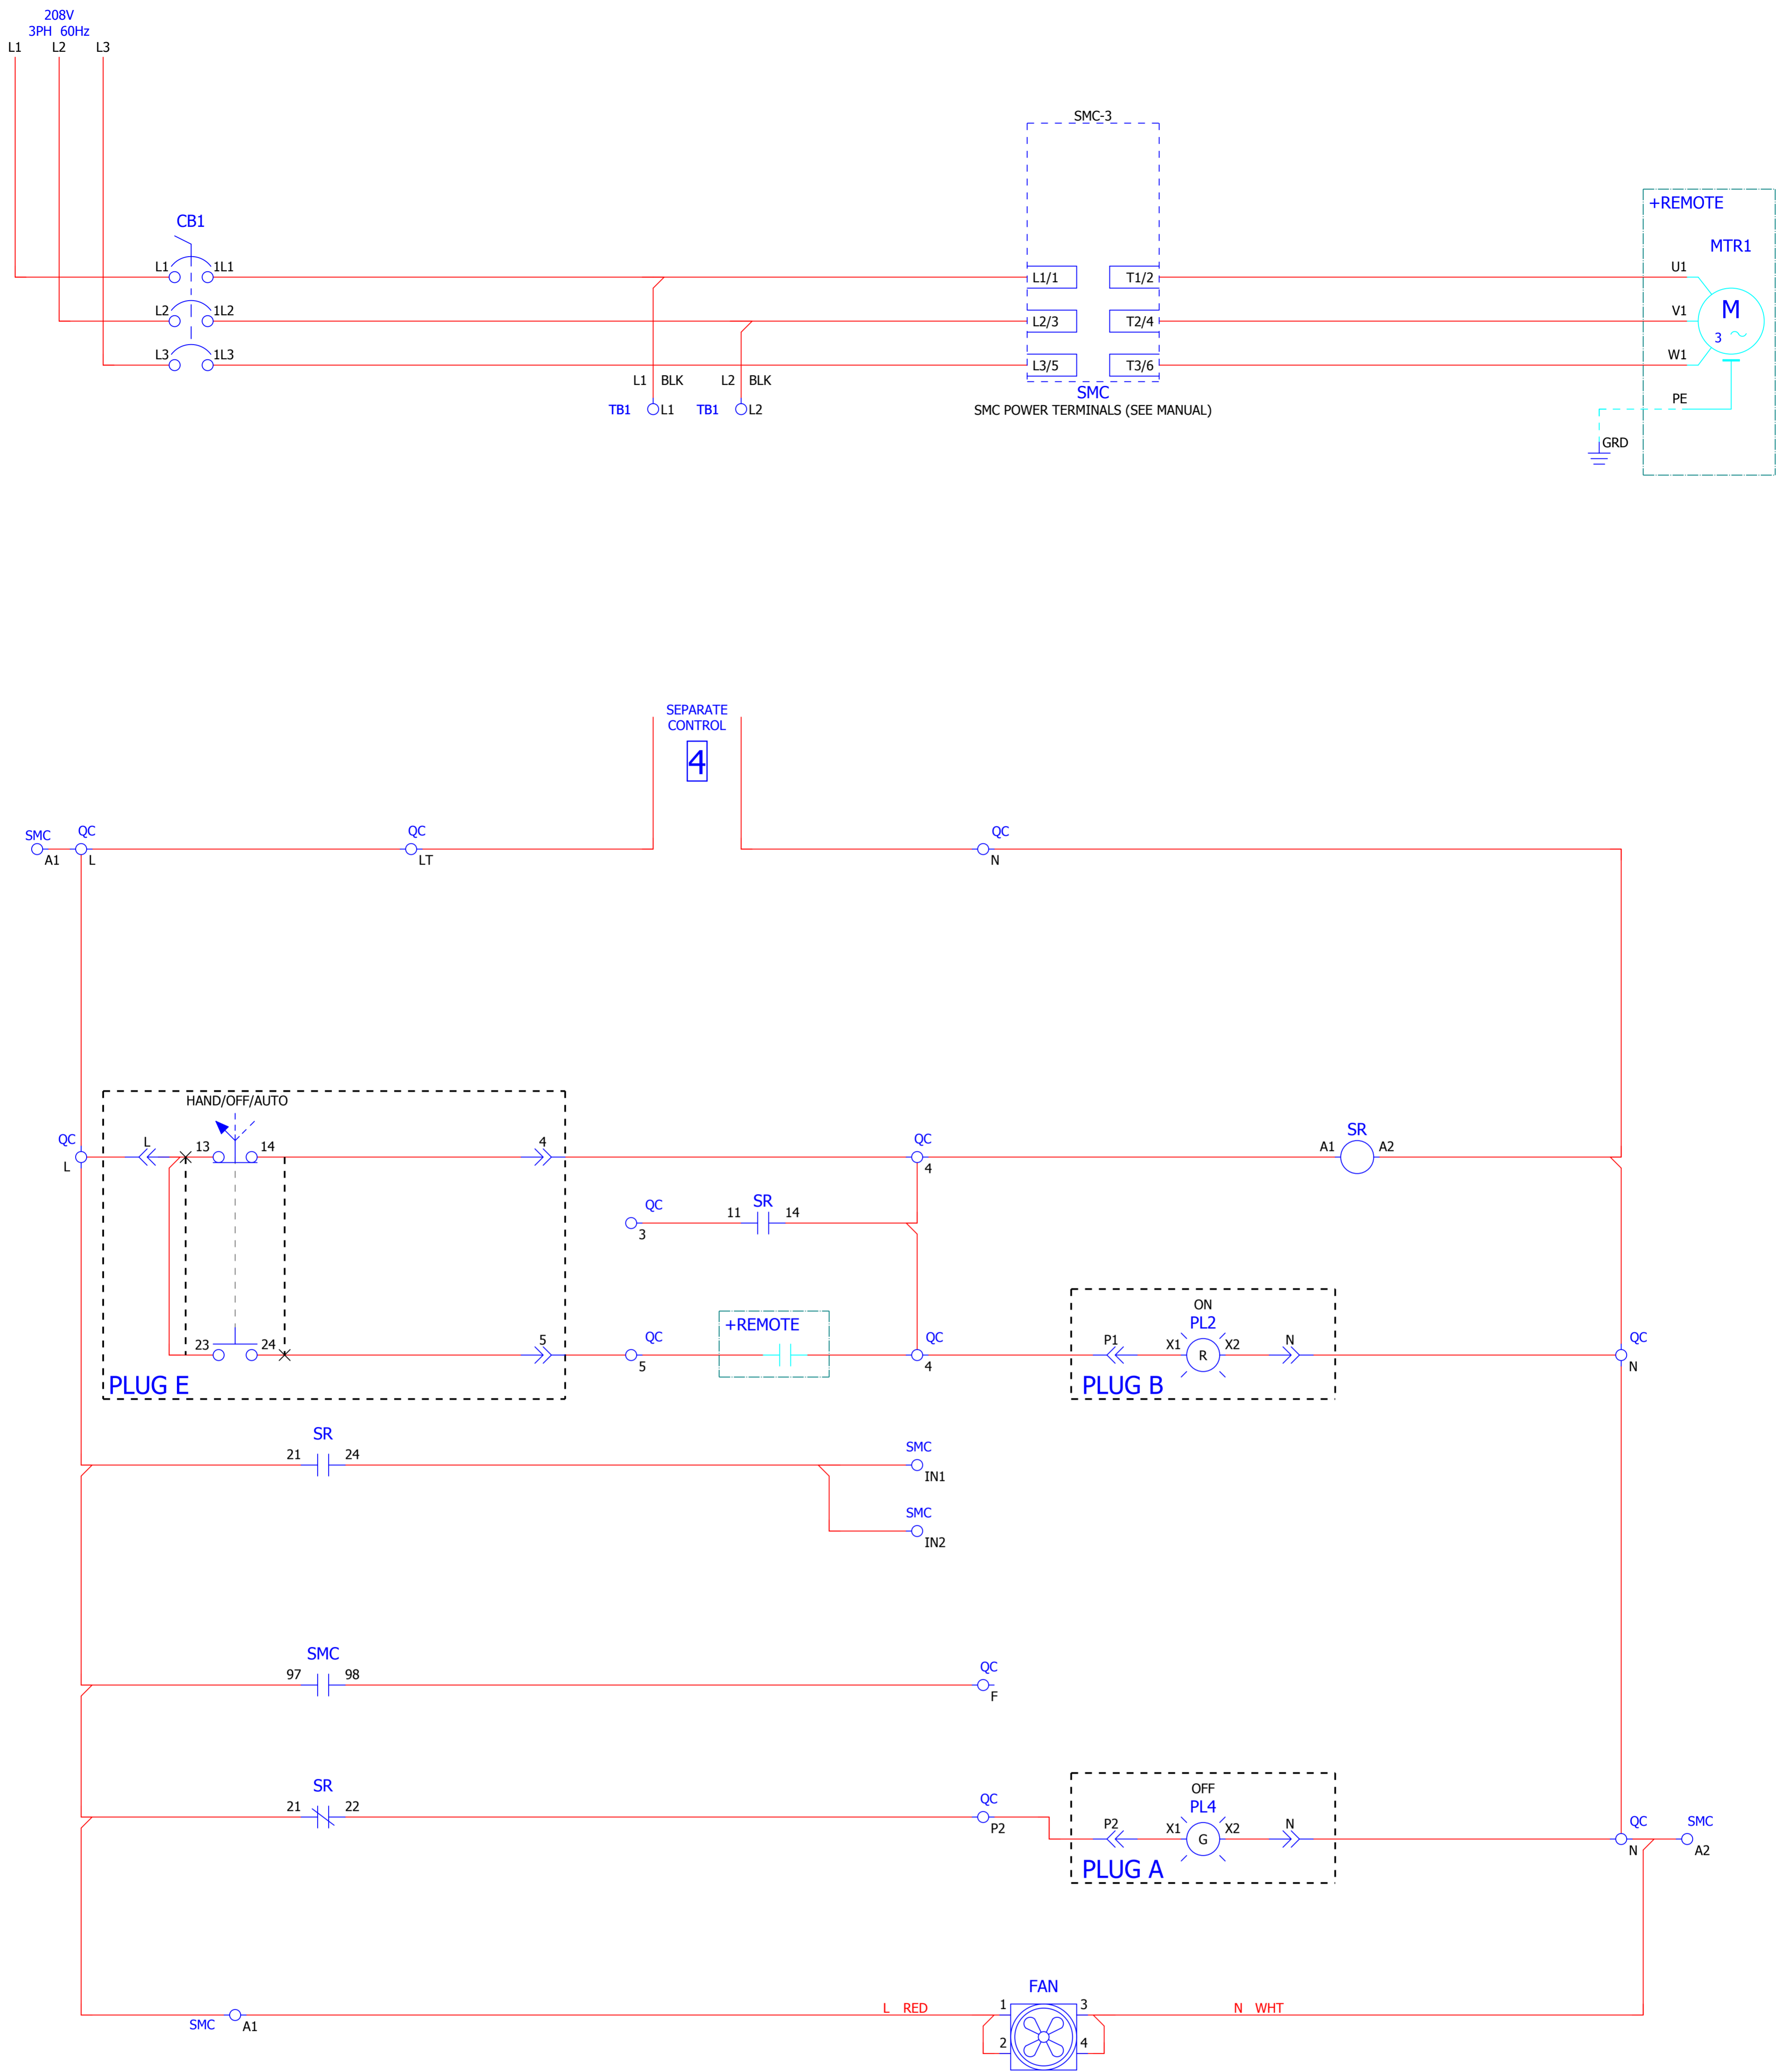 208V
3PH 60Hz
L1 L2 L3
SMC-3
+REMOTE
CB1
MTR1
L1 1L1 L1/1 T1/2 U1
L2 1L2 L2/3 T2/4 V1
M
3
L3 1L3 L3/5 T3/6 W1
L1 BLK L2 BLK
SMC
PE
TB1 L1 TB1 L2
SMC POWER TERMINALS (SEE MANUAL)
GRD
SEPARATE
CONTROL
4
SMC QC QC QC
A1 L LT N
HAND/OFF/AUTO
QC L 13 14 4 QC SR
A1 A2
L 4
QC SR
11 14
3
ON
+REMOTE
PL2
23 24 5 QC P1 X1 R X2 N QC
5 4 N
PLUG E PLUG B
SR
21 24 SMC
IN1
SMC
IN2
SMC
97 98 QC
F
SR OFF
21 22 QC PL4
P2
P2 X1 G X2 N QC SMC
N A2
PLUG A
FAN
L RED 1 3 N WHT
SMC A1
2 4